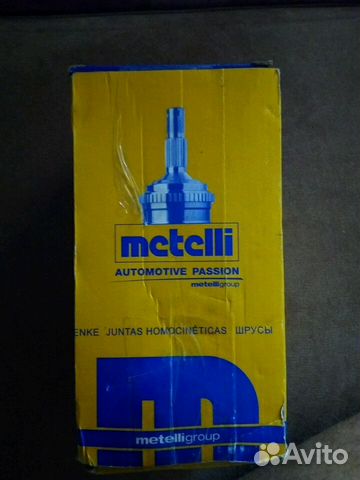 metelli
AUTOMOTIVE PASSION
metelligroup
ENKE JUNTAS HOMOCINÉTICAS ШРУСЫ
m
metelligroup
Avito